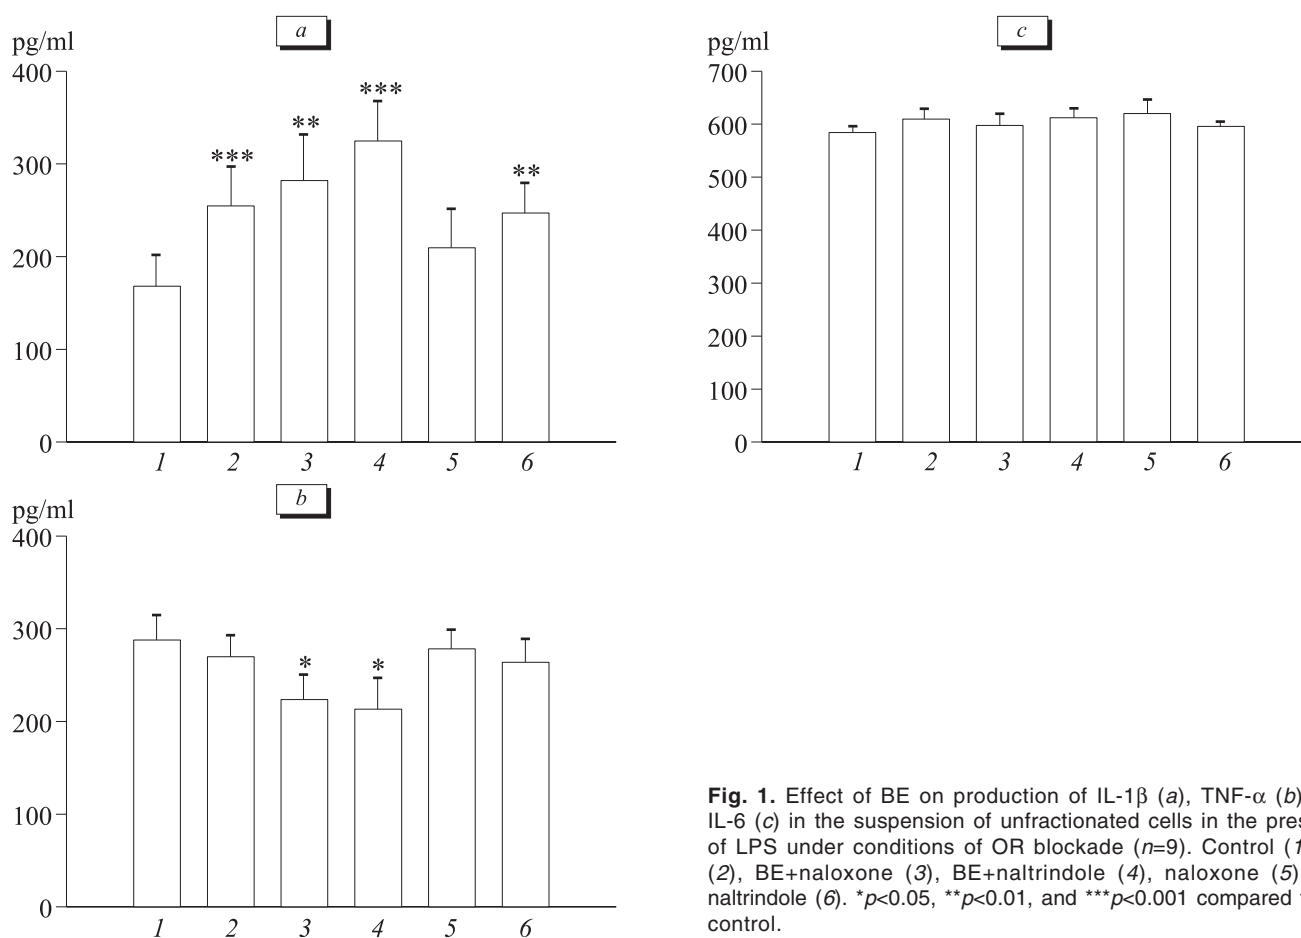 a
pg/ml
400
***
***
**
**
300
200
100
0
1 2 3 4 5 6
b
pg/ml
400
300
*
*
200
100
0
1 2 3 4 5 6
c
pg/ml
700
600
500
400
300
200
100
0
1 2 3 4 5 6
Fig. 1. Effect of BE on production of IL-1β (a), TNF-α (b)
IL-6 (c) in the suspension of unfractionated cells in the pres
of LPS under conditions of OR blockade (n=9). Control (1
(2), BE+naloxone (3), BE+naltrindole (4), naloxone (5)
naltrindole (6). *p<0.05, **p<0.01, and ***p<0.001 compared
control.